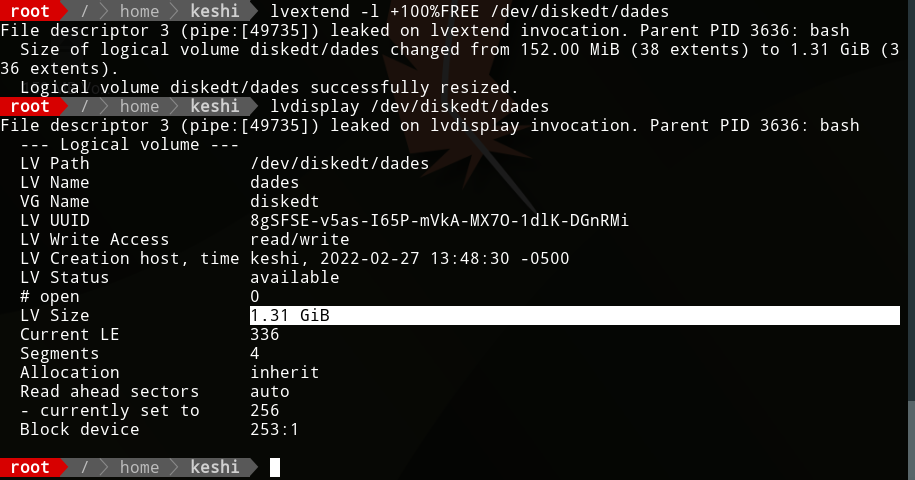 root / home keshi lvextend -l +100%FREE /dev/diskedt/dades
File descriptor 3 (pipe:[49735]) leaked on lvextend invocation. Parent PID 3636: bash
  Size of logical volume diskedt/dades changed from 152.00 MiB (38 extents) to 1.31 GiB (3
36 extents).
  Logical volume diskedt/dades successfully resized.
root / home keshi lvdisplay /dev/diskedt/dades
File descriptor 3 (pipe:[49735]) leaked on lvdisplay invocation. Parent PID 3636: bash
  --- Logical volume ---
  LV Path                /dev/diskedt/dades
  LV Name                dades
  VG Name                diskedt
  LV UUID                8gSFSE-v5as-I65P-mVkA-MX7O-1dlK-DGnRMi
  LV Write Access        read/write
  LV Creation host, time keshi, 2022-02-27 13:48:30 -0500
  LV Status              available
  # open                 0
  LV Size                1.31 GiB
  Current LE             336
  Segments               4
  Allocation             inherit
  Read ahead sectors     auto
  - currently set to     256
  Block device           253:1
root / home keshi